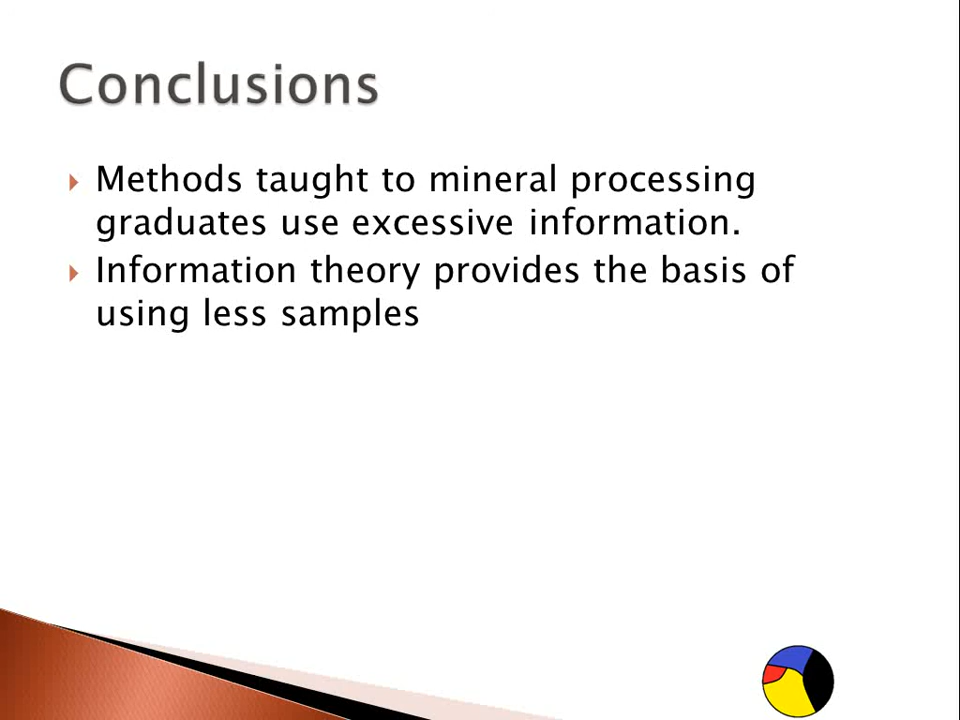 Conclusions
Methods taught to mineral processing
graduates use excessive information.
Information theory provides the basis of
using less samples